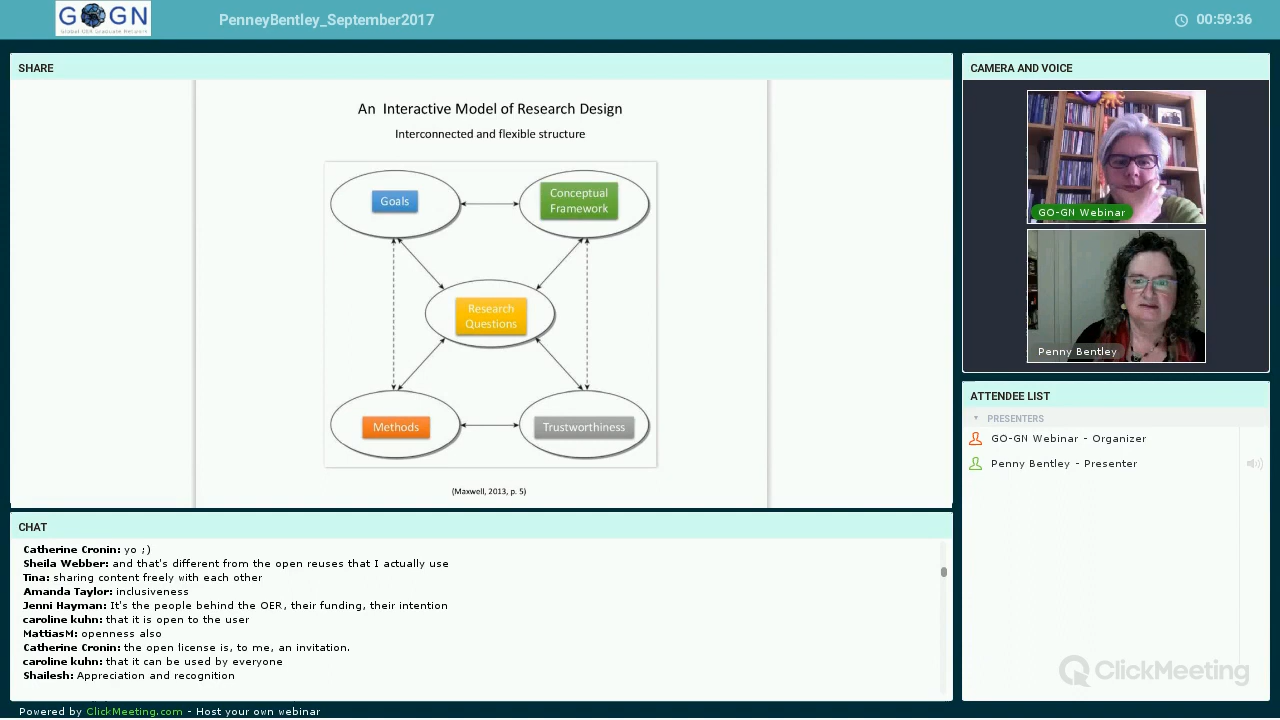 GOGN
Global OER Graduate Network
PenneyBentley_September2017
00:59:36
SHARE
An Interactive Model of Research Design
Interconnected and flexible structure
Goals
Conceptual
Framework
Research
Questions
Methods
Trustworthiness
(Maxwell, 2013, p. 5)
CAMERA AND VOICE
GO-GN Webinar
Penny Bentley
ATTENDEE LIST
PRESENTERS
GO-GN Webinar - Organizer
Penny Bentley - Presenter
CHAT
Catherine Cronin: yo ;)
Sheila Webber: and that's different from the open reuses that I actually use
Tina: sharing content freely with each other
Amanda Taylor: inclusiveness
Jenni Hayman: It's the people behind the OER, their funding, their intention
caroline kuhn: that it is open to the user
MattiasM: openness also
Catherine Cronin: the open license is, to me, an invitation.
caroline kuhn: that it can be used by everyone
Shailesh: Appreciation and recognition
ClickMeeting
Powered by ClickMeeting.com - Host your own webinar